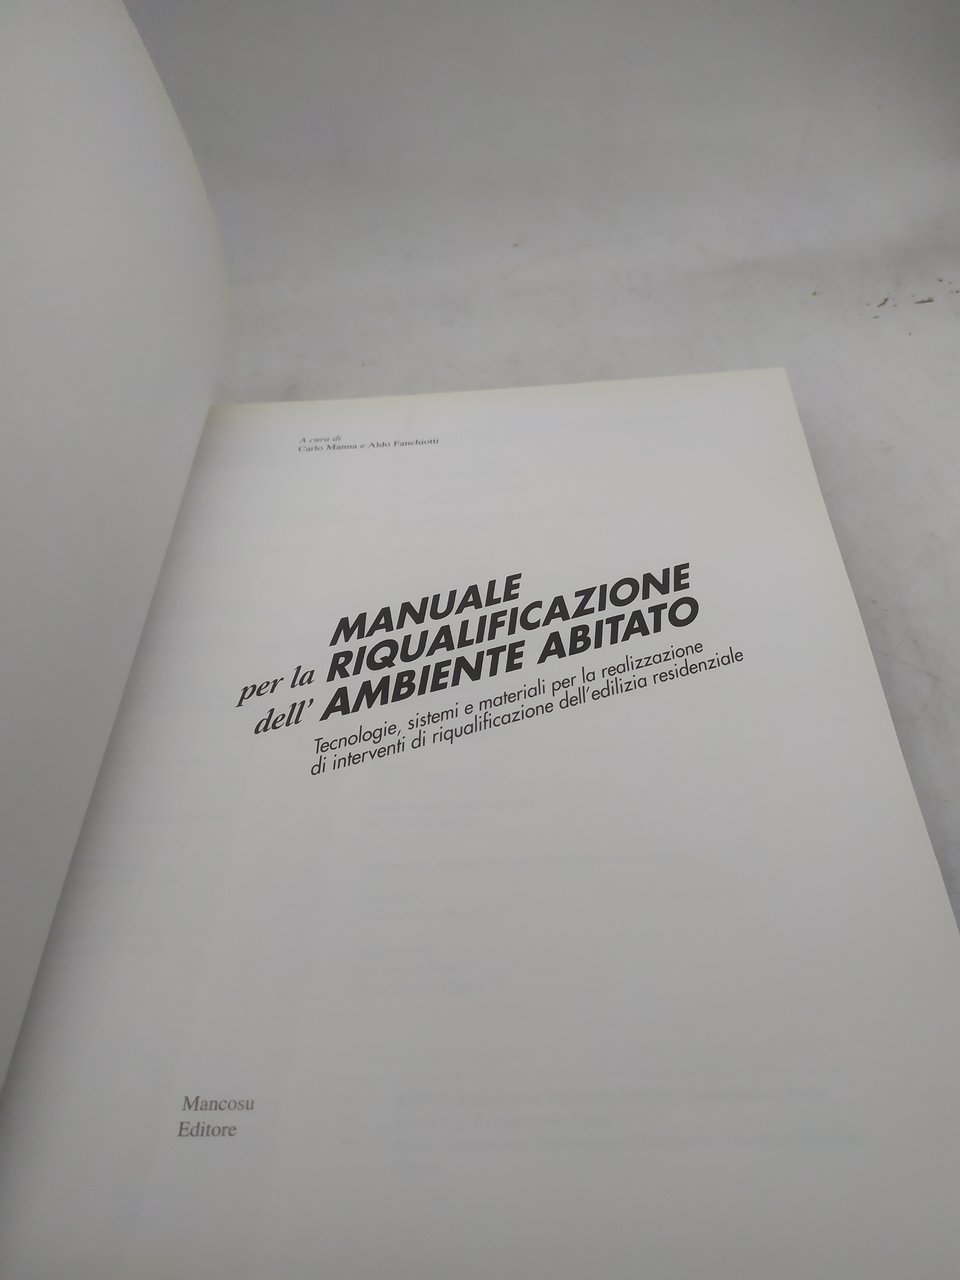 A cura di
Carlo Manna e Aldo Fanchiotti
MANUALE
per la RIQUALIFICAZIONE
dell' AMBIENTE ABITATO
Tecnologie, sistemi e materiali per la realizzazione
di interventi di riqualificazione dell'edilizia residenziale
Mancosu
Editore